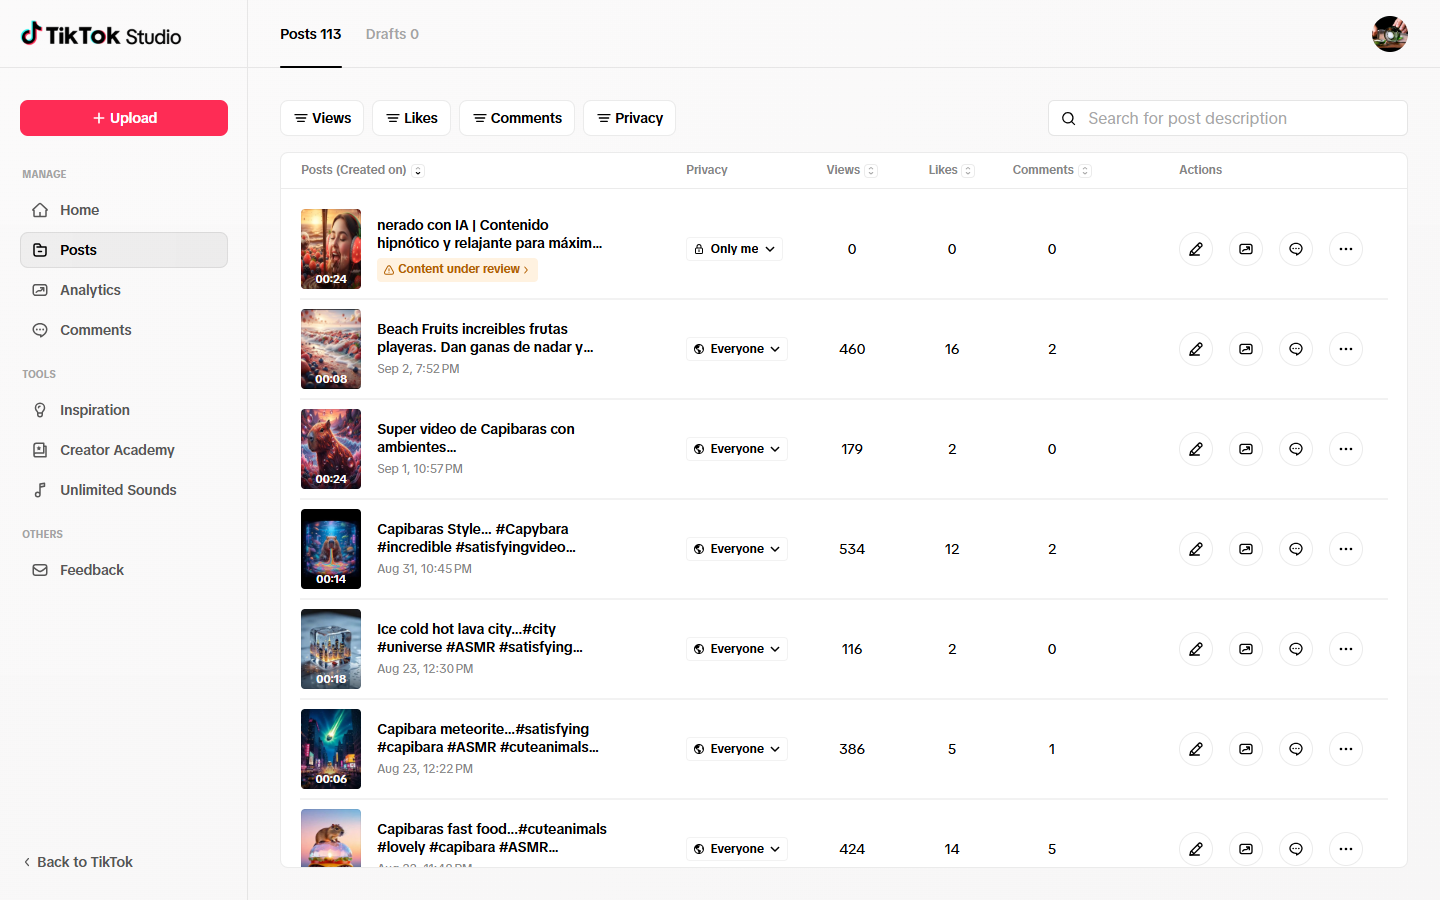 TikTok Studio
Posts 113
Drafts 0
Upload
Views
Likes
Comments
Privacy
Search for post description
MANAGE
Home
Posts
Analytics
Comments
TOOLS
Inspiration
Creator Academy
Unlimited Sounds
OTHERS
Feedback
Back to TikTok
Posts (Created on)
Privacy
Views
Likes
Comments
Actions
00:24
nerado con IA | Contenido
hipnótico y relajante para máxim...
Content under review
Only me
0
0
0
00:08
Beach Fruits increibles frutas
playeras. Dan ganas de nadar y...
Sep 2, 7:52 PM
Everyone
460
16
2
00:24
Super video de Capibaras con
ambientes...
Sep 1, 10:57 PM
Everyone
179
2
0
00:14
Capibaras Style... #Capybara
#incredible #satisfyingvideo...
Aug 31, 10:45 PM
Everyone
534
12
2
00:18
Ice cold hot lava city...#city
#universe #ASMR #satisfying...
Aug 23, 12:30 PM
Everyone
116
2
0
00:06
Capibara meteorite...#satisfying
#capibara #ASMR #cuteanimals...
Aug 23, 12:22 PM
Everyone
386
5
1
Capibaras fast food...#cuteanimals
#lovely #capibara #ASMR...
Everyone
424
14
5